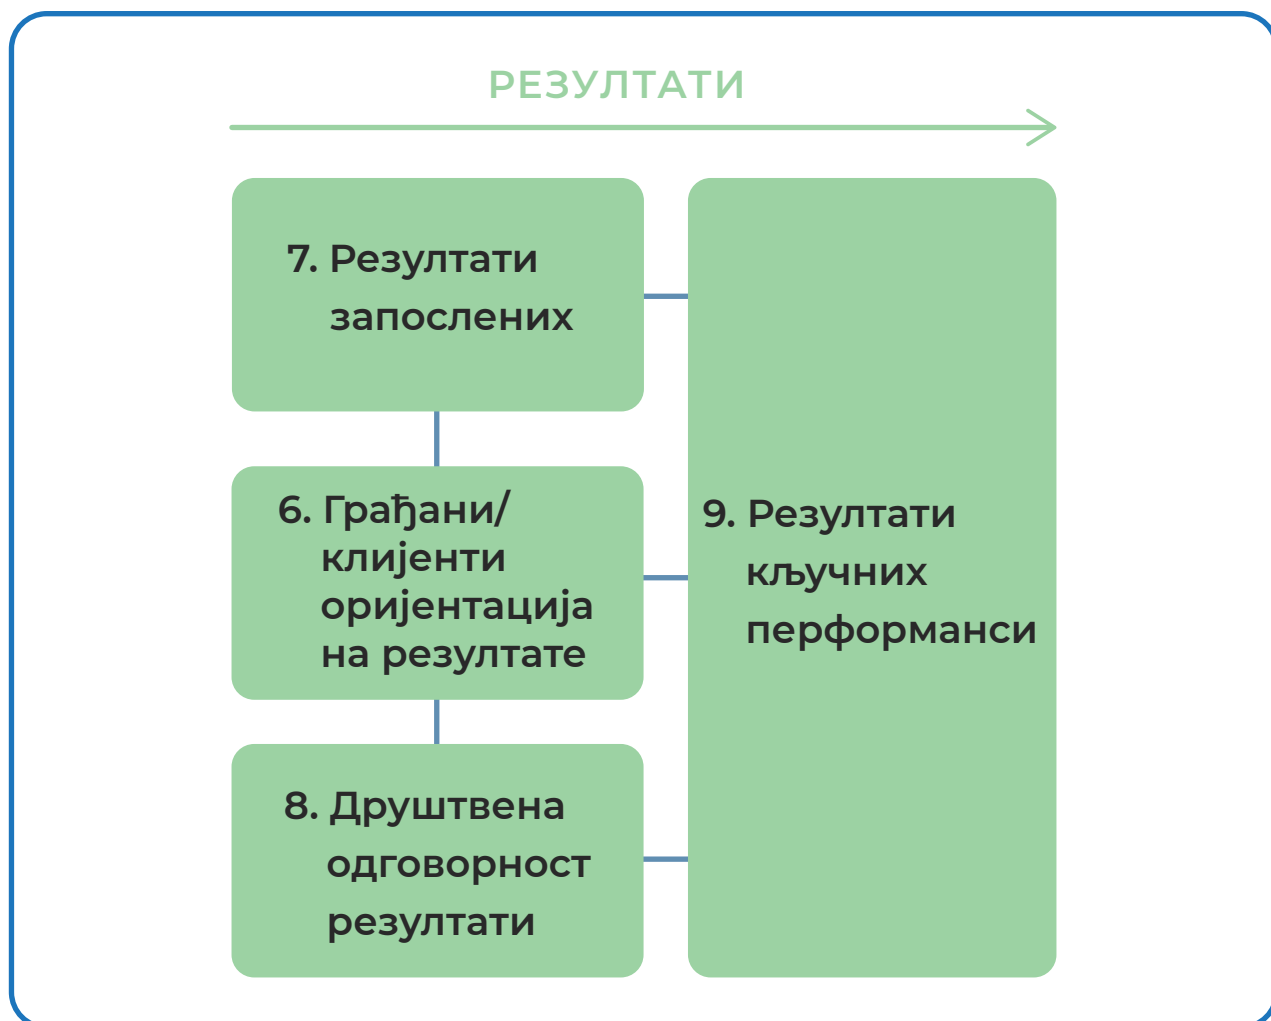 РЕЗУЛТАТИ
7. Резултати
запослених
6. Грађани/
клијенти
оријентација
на резултате
8. Друштвена
одговорност
резултати
9. Резултати
кључних
перформанси